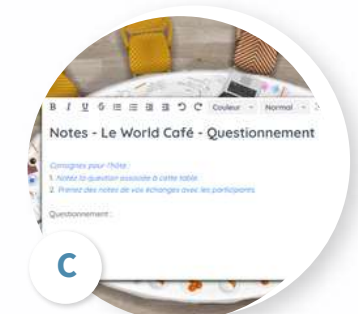 B I U S Couleur Normal
Notes - Le World Café - Questionnement
Consignes pour l'hôte :
1. Notez la question associée à cette table.
2. Prenez des notes de vos échanges avec les participants.
Questionnement :
C